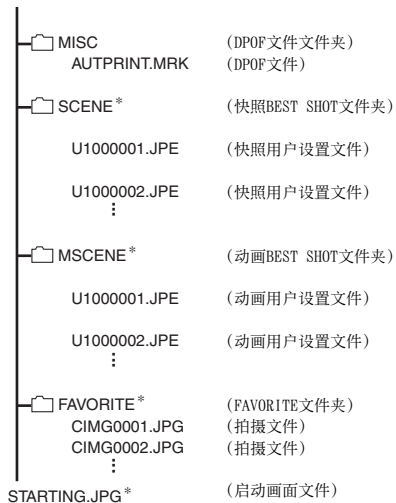 MISC (DPOF文件文件夹)
AUTPRINT.MRK (DPOF文件)
SCENE* (快照BEST SHOT文件夹)
U1000001.JPE (快照用户设置文件)
U1000002.JPE (快照用户设置文件)
MSCENE* (动画BEST SHOT文件夹)
U1000001.JPE (动画用户设置文件)
U1000002.JPE (动画用户设置文件)
FAVORITE* (FAVORITE文件夹)
CIMG0001.JPG (拍摄文件)
CIMG0002.JPG (拍摄文件)
STARTING.JPG* (启动画面文件)